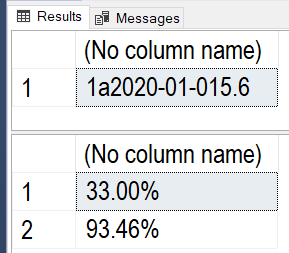 Results Messages
(No column name)
1 1a2020-01-015.6
(No column name)
1 33.00%
2 93.46%